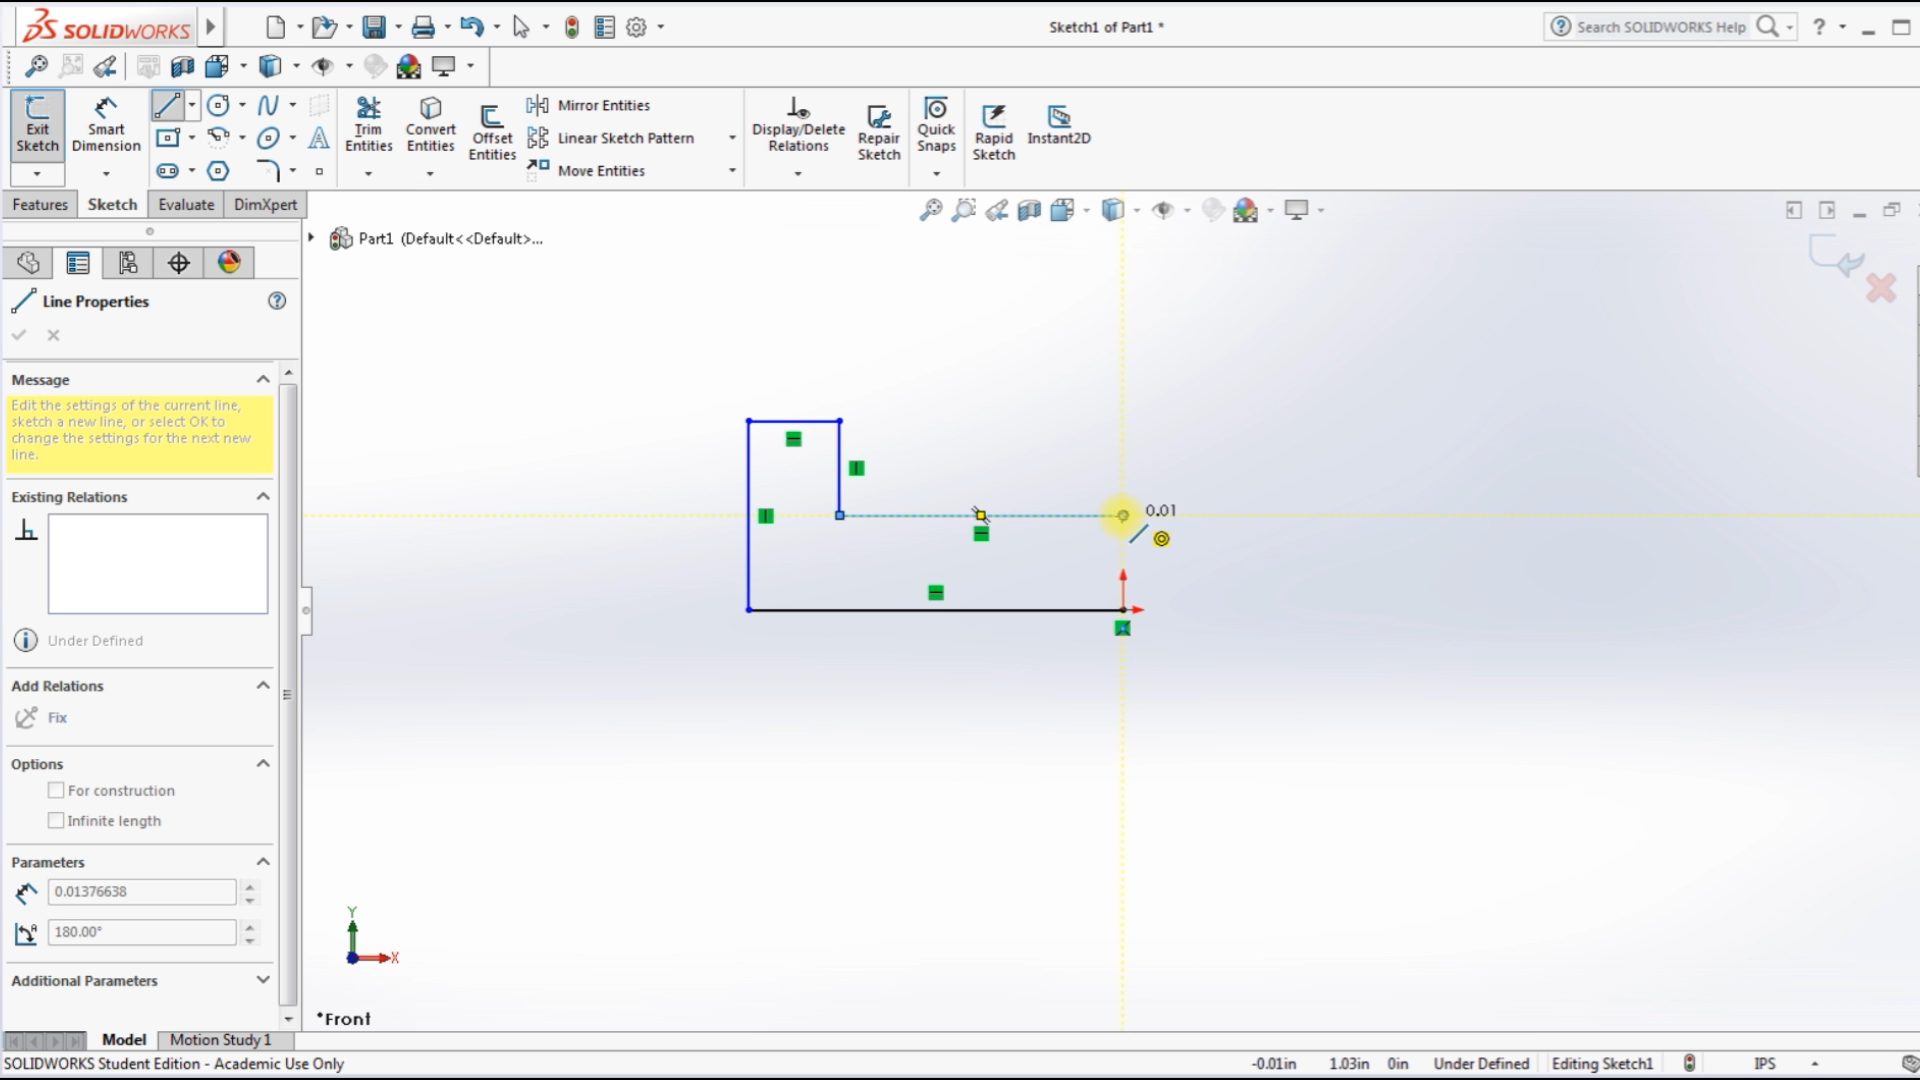 SOLIDWORKS
Sketch1 of Part1 *
Search SOLIDWORKS Help
?
Exit Sketch
Smart Dimension
Trim Entities
Convert Entities
Offset Entities
Mirror Entities
Linear Sketch Pattern
Move Entities
Display/Delete Relations
Repair Sketch
Quick Snaps
Rapid Sketch
Instant2D
Features
Sketch
Evaluate
DimXpert
Part1 (Default<<Default>...
Line Properties
Message
Edit the settings of the current line,
sketch a new line, or select OK to
change the settings for the next new
line.
Existing Relations
Under Defined
Add Relations
Fix
Options
For construction
Infinite length
Parameters
0.01376638
180.00°
Additional Parameters
0.01
Y
X
*Front
Model
Motion Study 1
SOLIDWORKS Student Edition - Academic Use Only
-0.01in
1.03in
0in
Under Defined
Editing Sketch1
IPS